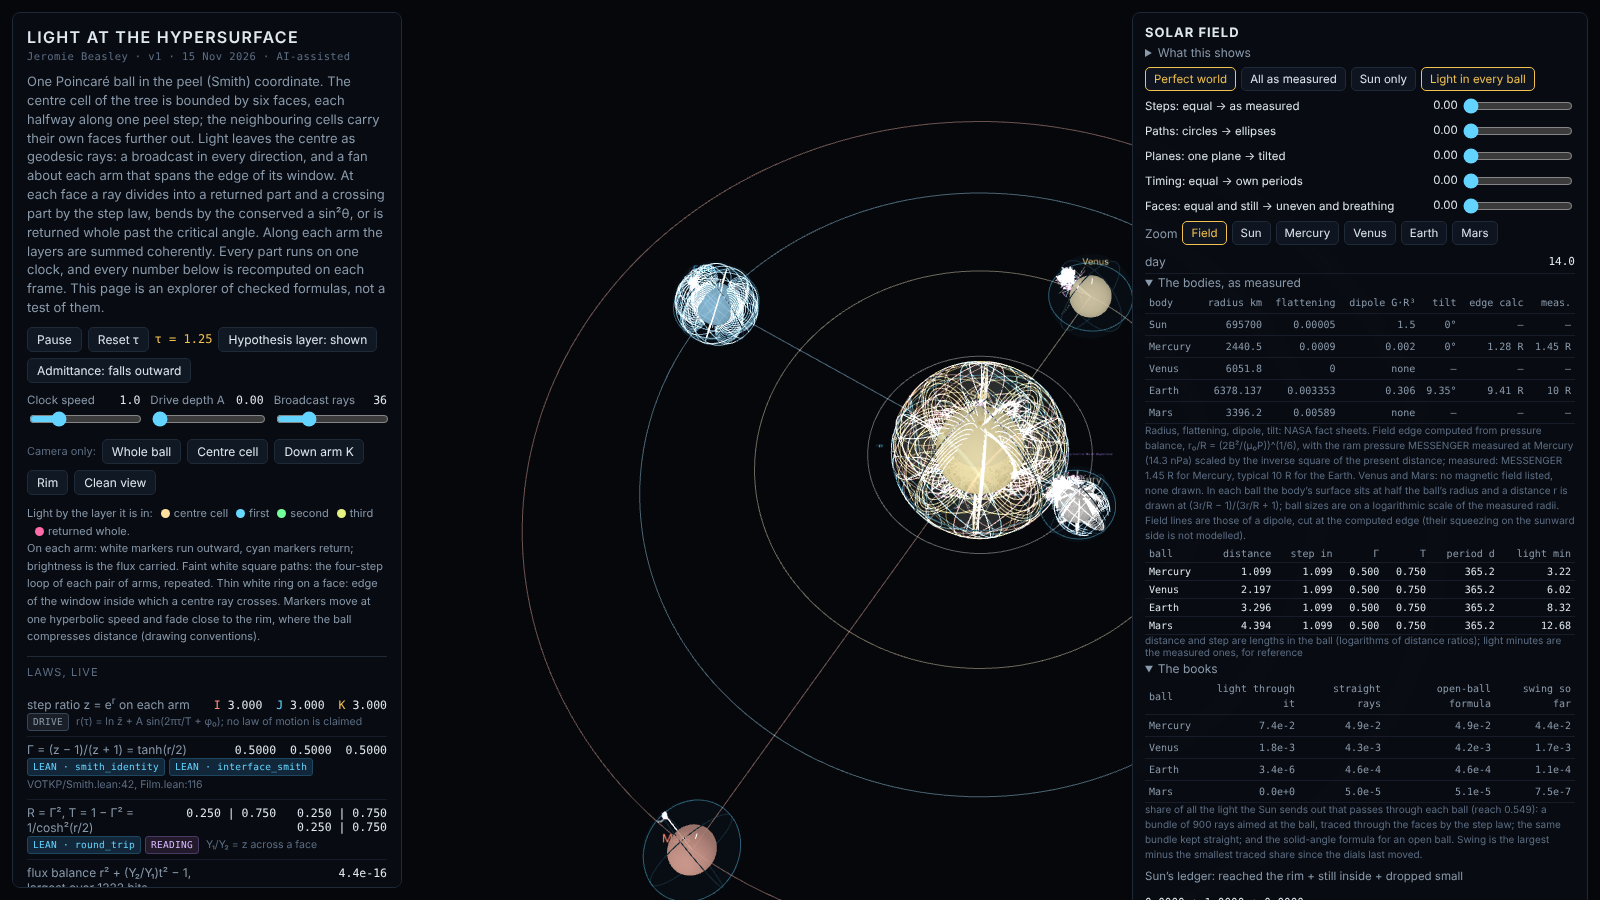 LIGHT AT THE HYPERSURFACE
Jeromie Beasley · v1 · 15 Nov 2026 · AI-assisted
One Poincaré ball in the peel (Smith) coordinate. The
centre cell of the tree is bounded by six faces, each
halfway along one peel step; the neighbouring cells carry
their own faces further out. Light leaves the centre as
geodesic rays: a broadcast in every direction, and a fan
about each arm that spans the edge of its window. At
each face a ray divides into a returned part and a crossing
part by the step law, bends by the conserved a sin²θ, or is
returned whole past the critical angle. Along each arm the
layers are summed coherently. Every part runs on one
clock, and every number below is recomputed on each
frame. This page is an explorer of checked formulas, not a
test of them.
Pause Reset τ τ = 1.25 Hypothesis layer: shown
Admittance: falls outward
Clock speed 1.0 Drive depth A 0.00 Broadcast rays 36
Camera only: Whole ball Centre cell Down arm K
Rim Clean view
Light by the layer it is in: centre cell first second third
returned whole.
On each arm: white markers run outward, cyan markers return;
brightness is the flux carried. Faint white square paths: the four-step
loop of each pair of arms, repeated. Thin white ring on a face: edge
of the window inside which a centre ray crosses. Markers move at
one hyperbolic speed and fade close to the rim, where the ball
compresses distance (drawing conventions).
LAWS, LIVE
step ratio z = eʳ on each arm I 3.000 J 3.000 K 3.000
DRIVE r(τ) = ln z̄ + A sin(2πτ/T + φₐ); no law of motion is claimed
Γ = (z − 1)/(z + 1) = tanh(r/2) 0.5000 0.5000 0.5000
LEAN · smith_identity LEAN · interface_smith
VOTKP/Smith.lean:42, Film.lean:116
R = Γ², T = 1 − Γ² = 0.250 | 0.750 0.250 | 0.750
1/cosh²(r/2) 0.250 | 0.750
LEAN · round_trip READING Y₁/Y₂ = z across a face
flux balance r² + (Y₂/Y₁)t² − 1, 4.4e-16
largest over 1222 hits
Venus
SOLAR FIELD
▶ What this shows
Perfect world All as measured Sun only Light in every ball
Steps: equal → as measured 0.00
Paths: circles → ellipses 0.00
Planes: one plane → tilted 0.00
Timing: equal → own periods 0.00
Faces: equal and still → uneven and breathing 0.00
Zoom Field Sun Mercury Venus Earth Mars
day 14.0
▼ The bodies, as measured
body radius km flattening dipole G·R³ tilt edge calc meas.
Sun 695700 0.00005 1.5 0° — —
Mercury 2440.5 0.0009 0.002 0° 1.28 R 1.45 R
Venus 6051.8 0 none — — —
Earth 6378.137 0.003353 0.306 9.35° 9.41 R 10 R
Mars 3396.2 0.00589 none — — —
Radius, flattening, dipole, tilt: NASA fact sheets. Field edge computed from pressure
balance, r₀/R = (2B²/(μ₀P))^(1/6), with the ram pressure MESSENGER measured at Mercury
(14.3 nPa) scaled by the inverse square of the present distance; measured: MESSENGER
1.45 R for Mercury, typical 10 R for the Earth. Venus and Mars: no magnetic field listed,
none drawn. In each ball the body's surface sits at half the ball's radius and a distance r is
drawn at (3r/R − 1)/(3r/R + 1); ball sizes are on a logarithmic scale of the measured radii.
Field lines are those of a dipole, cut at the computed edge (their squeezing on the sunward
side is not modelled).
ball distance step in Γ T period d light min
Mercury 1.099 1.099 0.500 0.750 365.2 3.22
Venus 2.197 1.099 0.500 0.750 365.2 6.02
Earth 3.296 1.099 0.500 0.750 365.2 8.32
Mars 4.394 1.099 0.500 0.750 365.2 12.68
distance and step are lengths in the ball (logarithms of distance ratios); light minutes are
the measured ones, for reference
▼ The books
ball light through it straight rays open-ball formula swing so far
Mercury 7.4e-2 4.9e-2 4.9e-2 4.4e-2
Venus 1.8e-3 4.3e-3 4.2e-3 1.7e-3
Earth 3.4e-6 4.6e-4 4.6e-4 1.1e-4
Mars 0.0e+0 5.0e-5 5.1e-5 7.5e-7
share of all the light the Sun sends out that passes through each ball (reach 0.549): a
bundle of 900 rays aimed at the ball, traced through the faces by the step law; the same
bundle kept straight; and the solid-angle formula for an open ball. Swing is the largest
minus the smallest traced share since the dials last moved.
Sun's ledger: reached the rim + still inside + dropped small